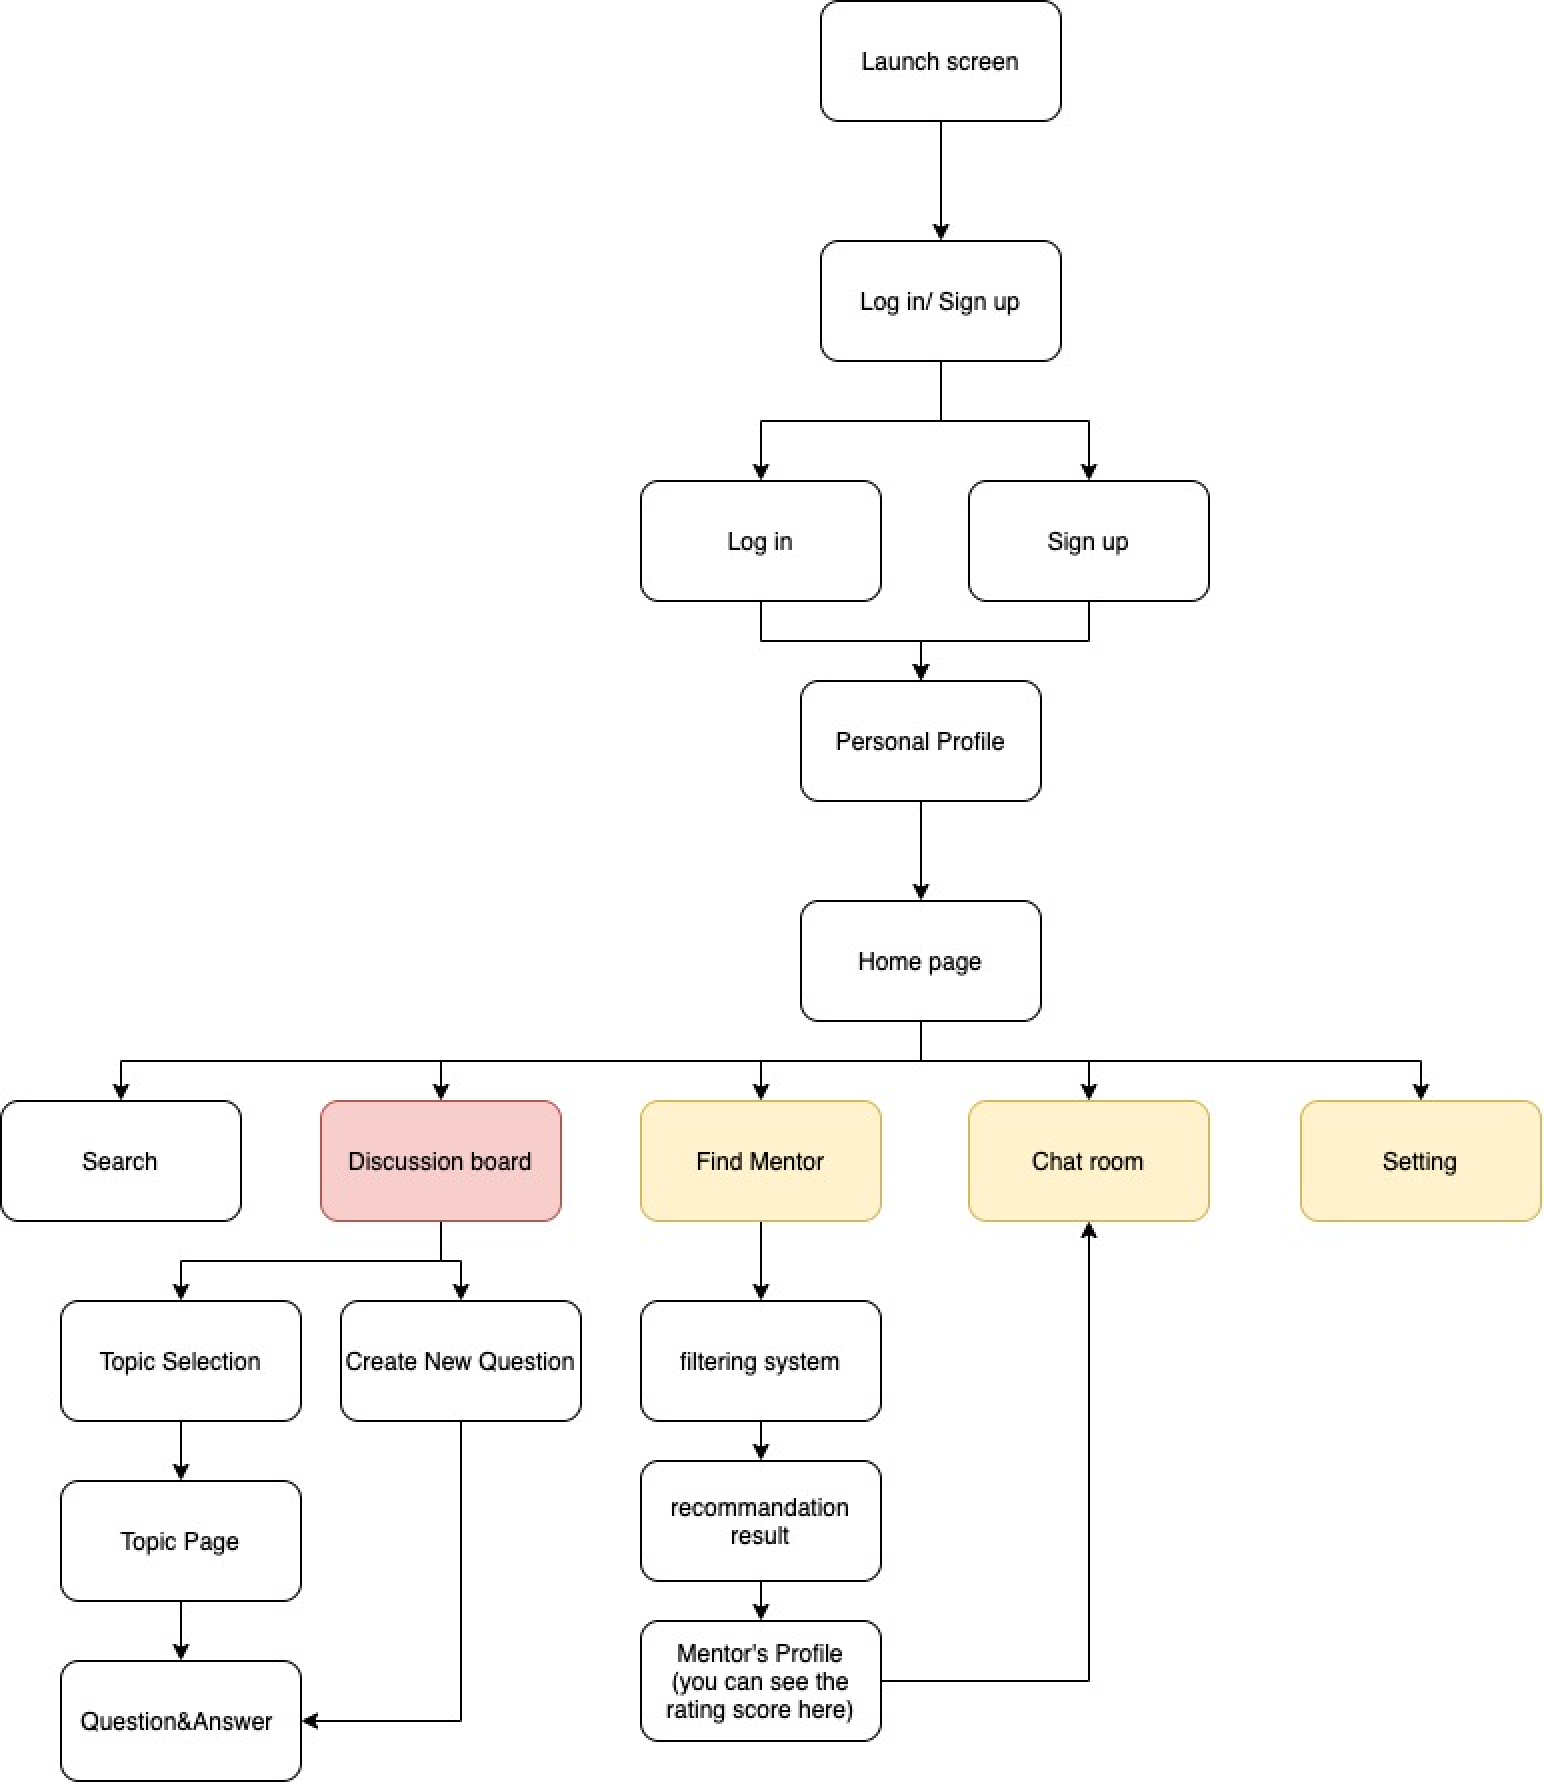 Launch screen
Log in/ Sign up
Log in
Sign up
Personal Profile
Home page
Search
Discussion board
Find Mentor
Chat room
Setting
Topic Selection
Create New Question
filtering system
recommandation
result
Topic Page
Mentor's Profile
(you can see the
rating score here)
Question&Answer